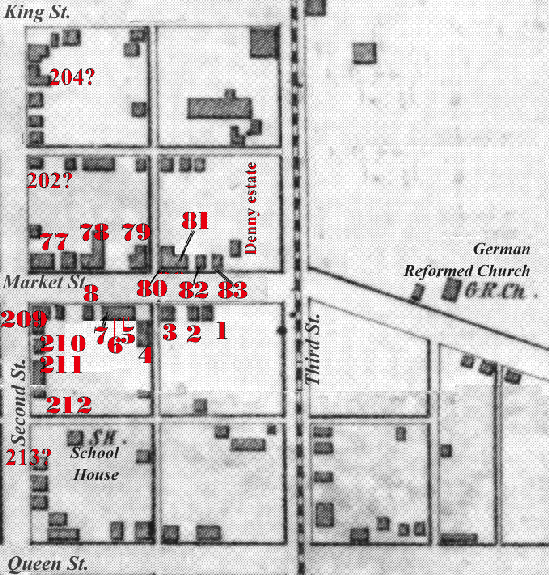 King St.
204?
202?
Denny estate
77 78 79 81
German
Reformed Church
Market St.
80 82 83
G.R.Ch.
8
209 7 6 5 3 2 1
210 4
211
Second St.
Third St.
212
213?
S H .
School
House
Queen St.